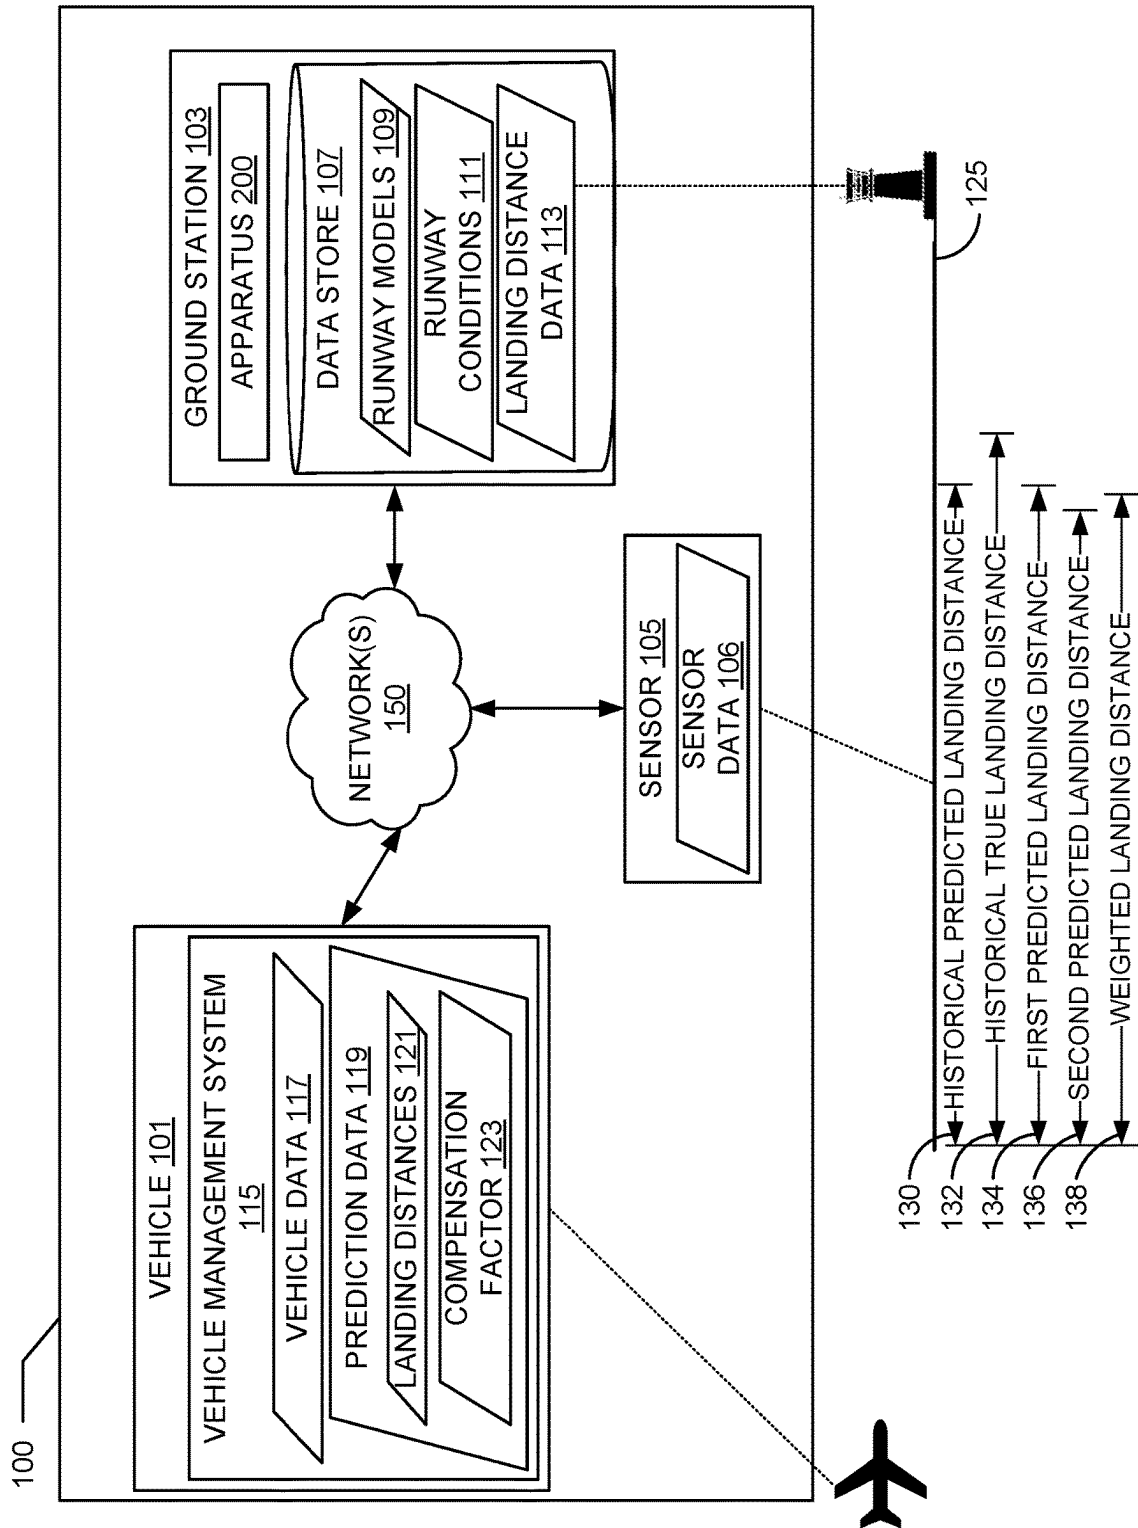 100
VEHICLE 101
VEHICLE MANAGEMENT SYSTEM
115
VEHICLE DATA 117
PREDICTION DATA 119
LANDING DISTANCES 121
COMPENSATION
FACTOR 123
NETWORK(S)
150
SENSOR 105
SENSOR
DATA 106
GROUND STATION 103
APPARATUS 200
DATA STORE 107
RUNWAY MODELS 109
RUNWAY
CONDITIONS 111
LANDING DISTANCE
DATA 113
125
130
HISTORICAL PREDICTED LANDING DISTANCE
132
HISTORICAL TRUE LANDING DISTANCE
134
FIRST PREDICTED LANDING DISTANCE
136
SECOND PREDICTED LANDING DISTANCE
138
WEIGHTED LANDING DISTANCE